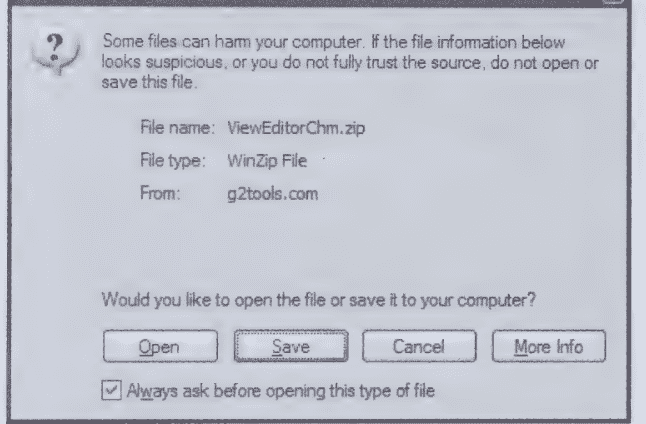 Some files can harm your computer. If the file information below
looks suspicious, or you do not fully trust the source, do not open or
save this file.
File name: ViewEditorChm.zip
File type: WinZip File
From: g2tools.com
Would you like to open the file or save it to your computer?
Open Save Cancel More Info
Always ask before opening this type of file